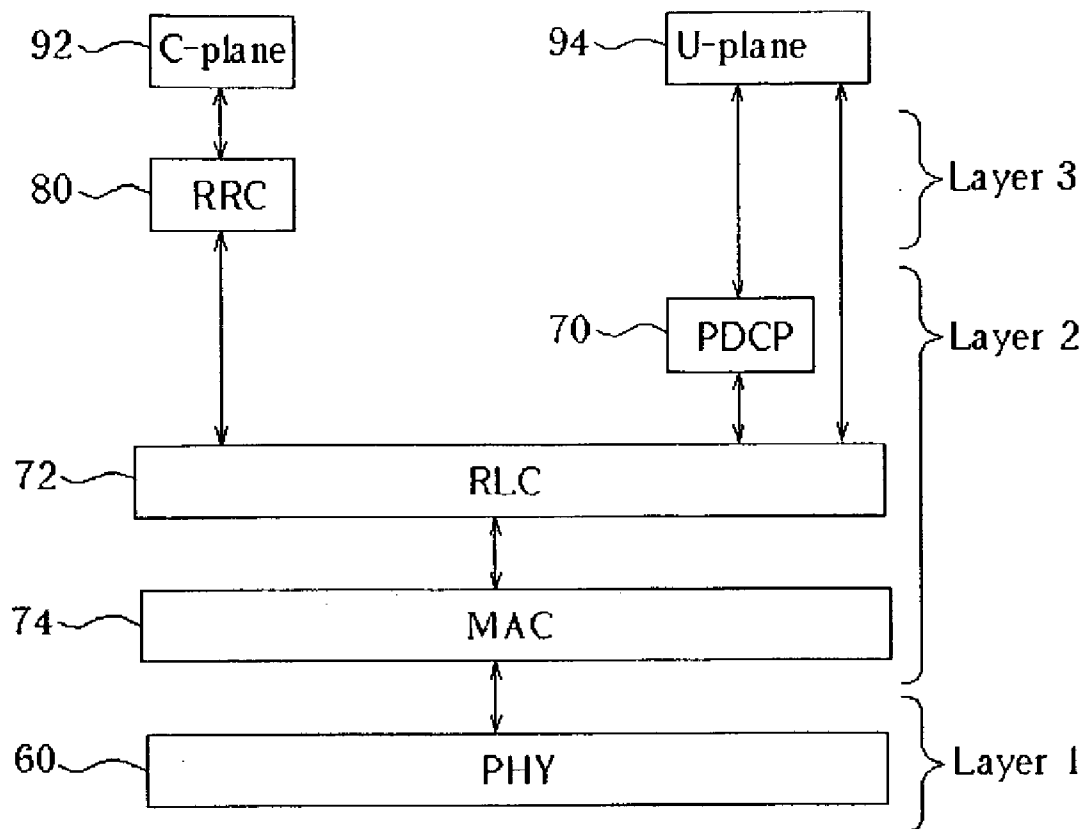 92 C-plane
94 U-plane
Layer 3
80 RRC
70 PDCP
Layer 2
72 RLC
74 MAC
60 PHY
Layer 1